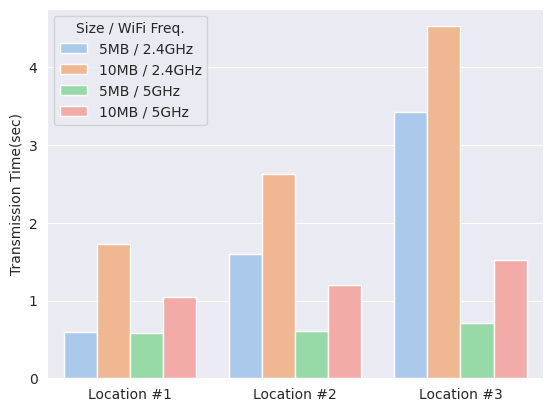 Size / WiFi Freq.
5MB / 2.4GHz
10MB / 2.4GHz
5MB / 5GHz
10MB / 5GHz
Transmission Time(sec)
4
3
2
1
0
Location #1
Location #2
Location #3